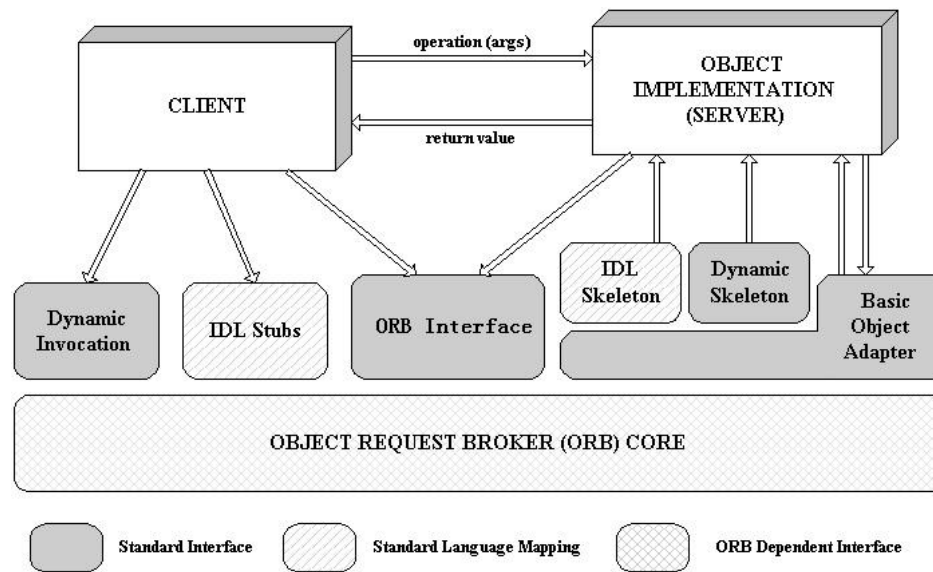 operation (args)
CLIENT
OBJECT
IMPLEMENTATION
(SERVER)
return value
Dynamic
Invocation
IDL Stubs
ORB Interface
IDL
Skeleton
Dynamic
Skeleton
Basic
Object
Adapter
OBJECT REQUEST BROKER (ORB) CORE
Standard Interface
Standard Language Mapping
ORB Dependent Interface